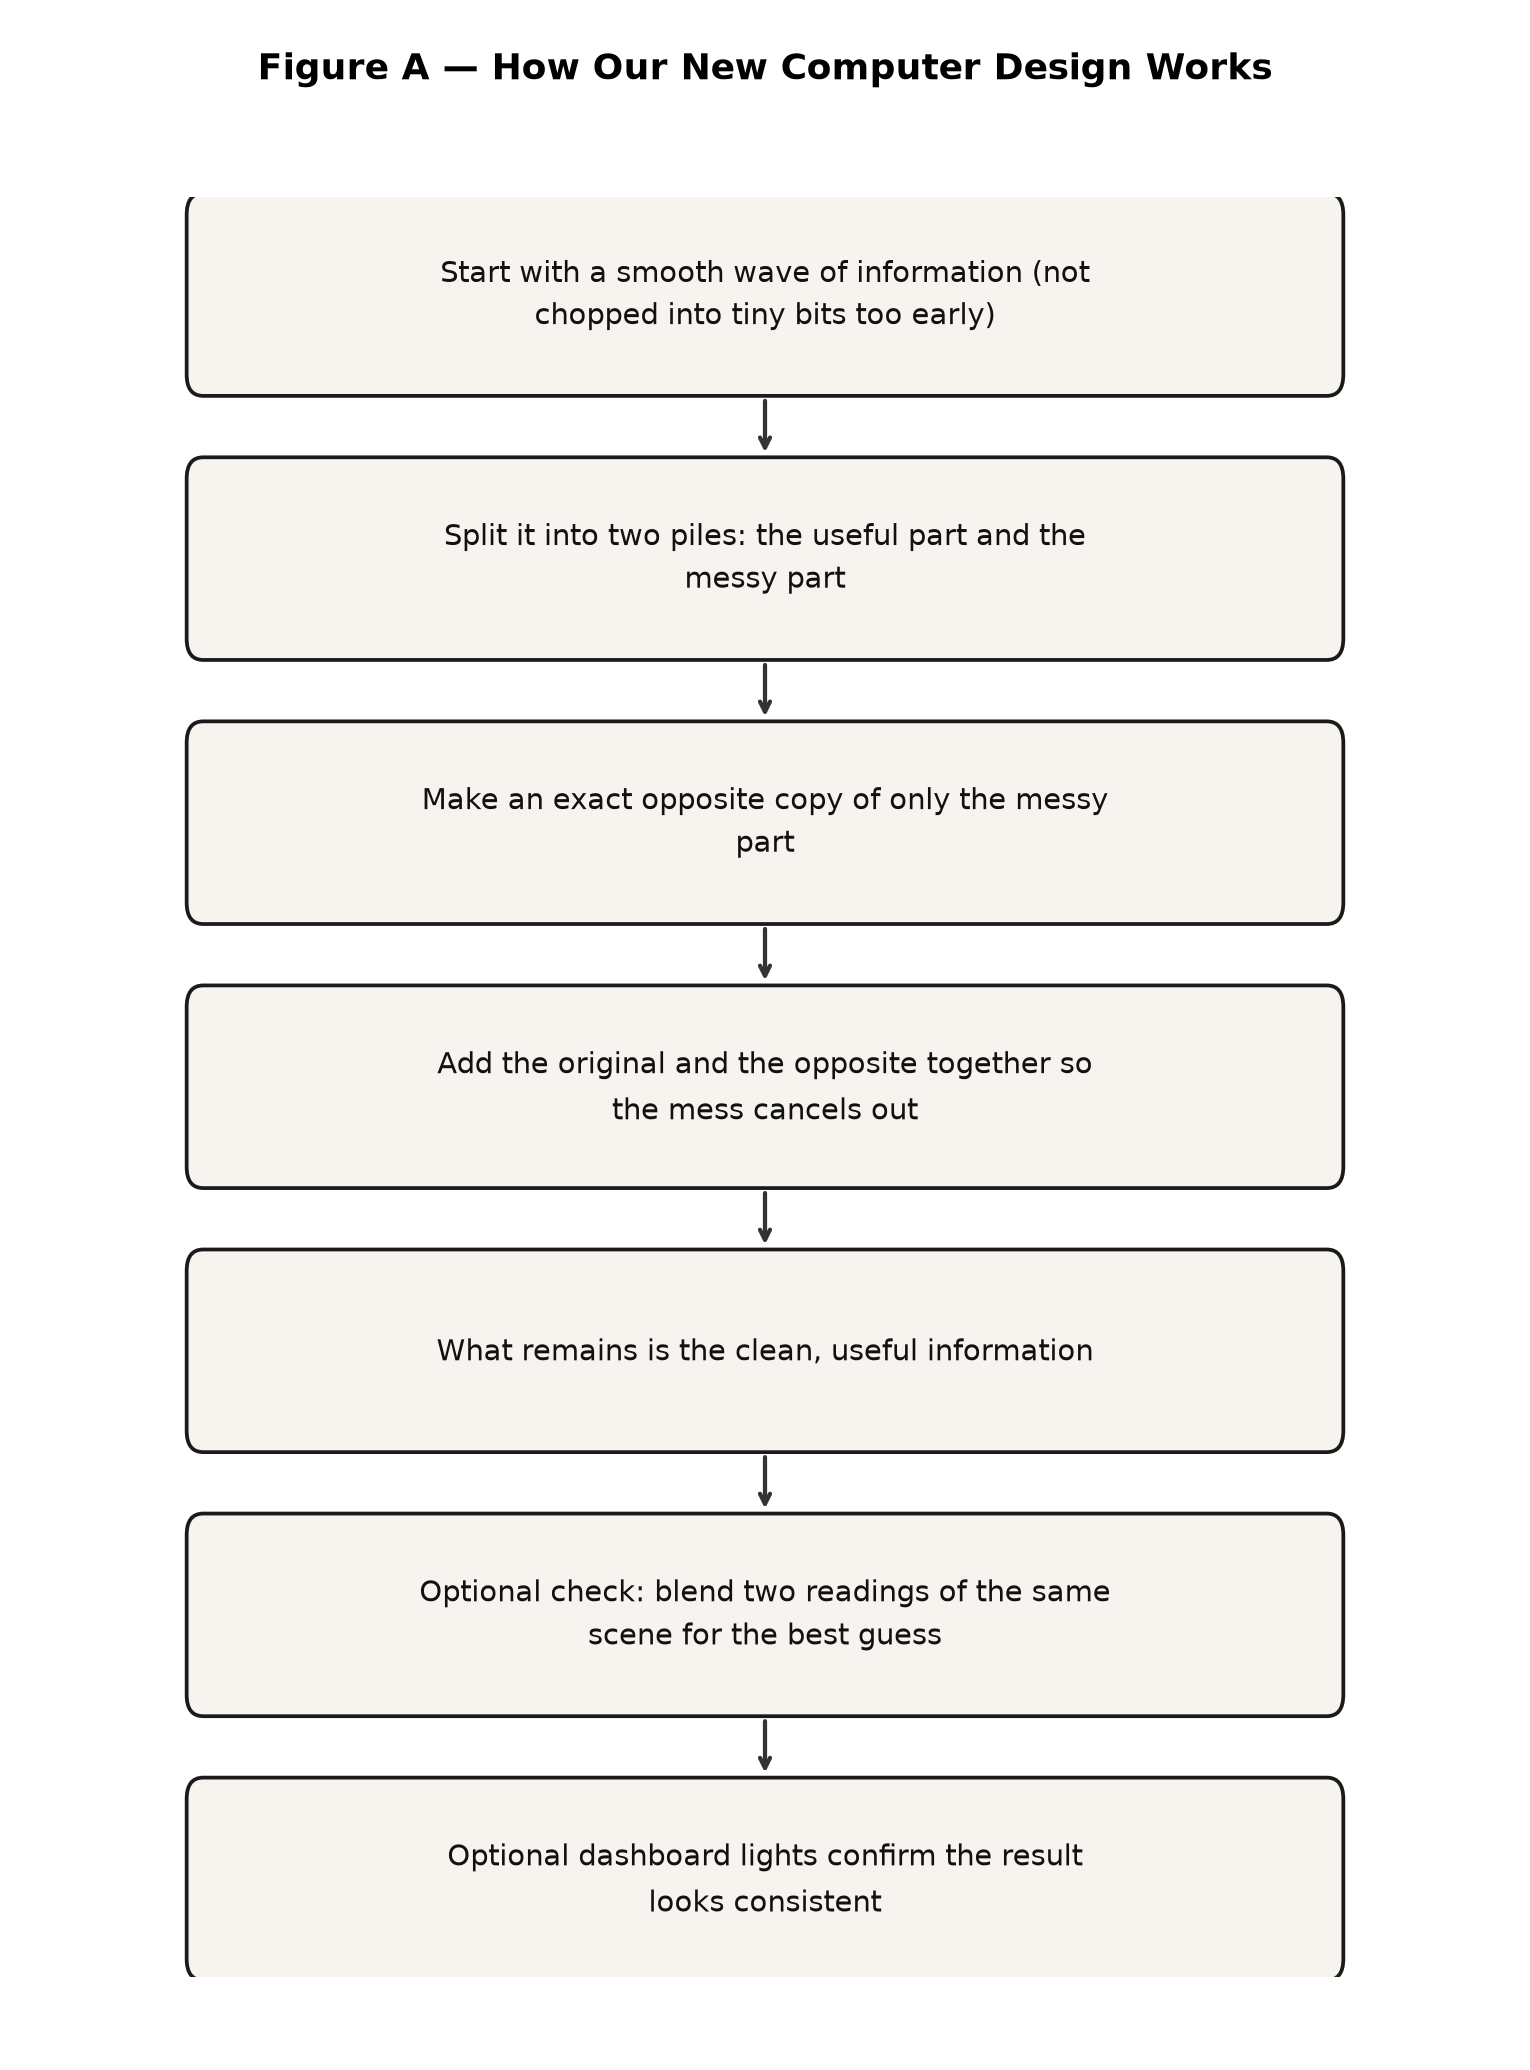 Figure A — How Our New Computer Design Works
Start with a smooth wave of information (not
chopped into tiny bits too early)
Split it into two piles: the useful part and the
messy part
Make an exact opposite copy of only the messy
part
Add the original and the opposite together so
the mess cancels out
What remains is the clean, useful information
Optional check: blend two readings of the same
scene for the best guess
Optional dashboard lights confirm the result
looks consistent